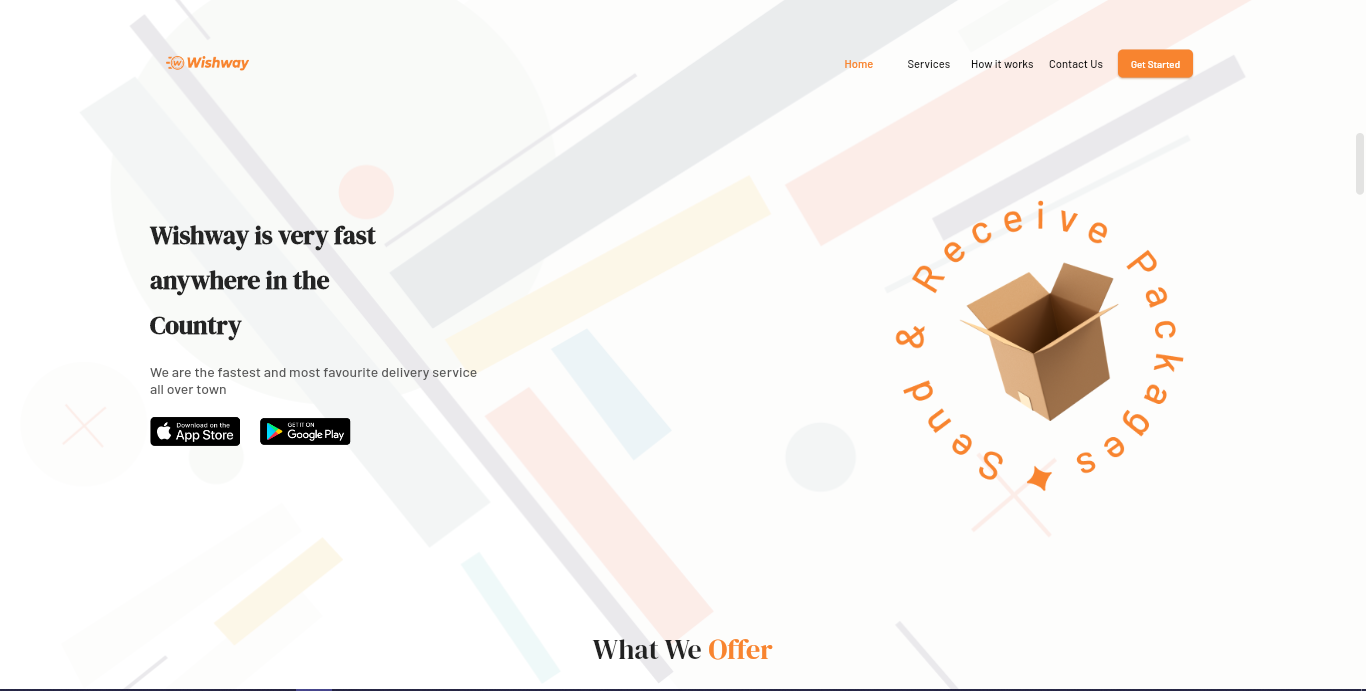 Wishway
Home Services How it works Contact Us Get Started
Wishway is very fast
anywhere in the
Country
We are the fastest and most favourite delivery service
all over town
Download on the
App Store
GET IT ON
Google Play
Send & Receive Packages
What We Offer